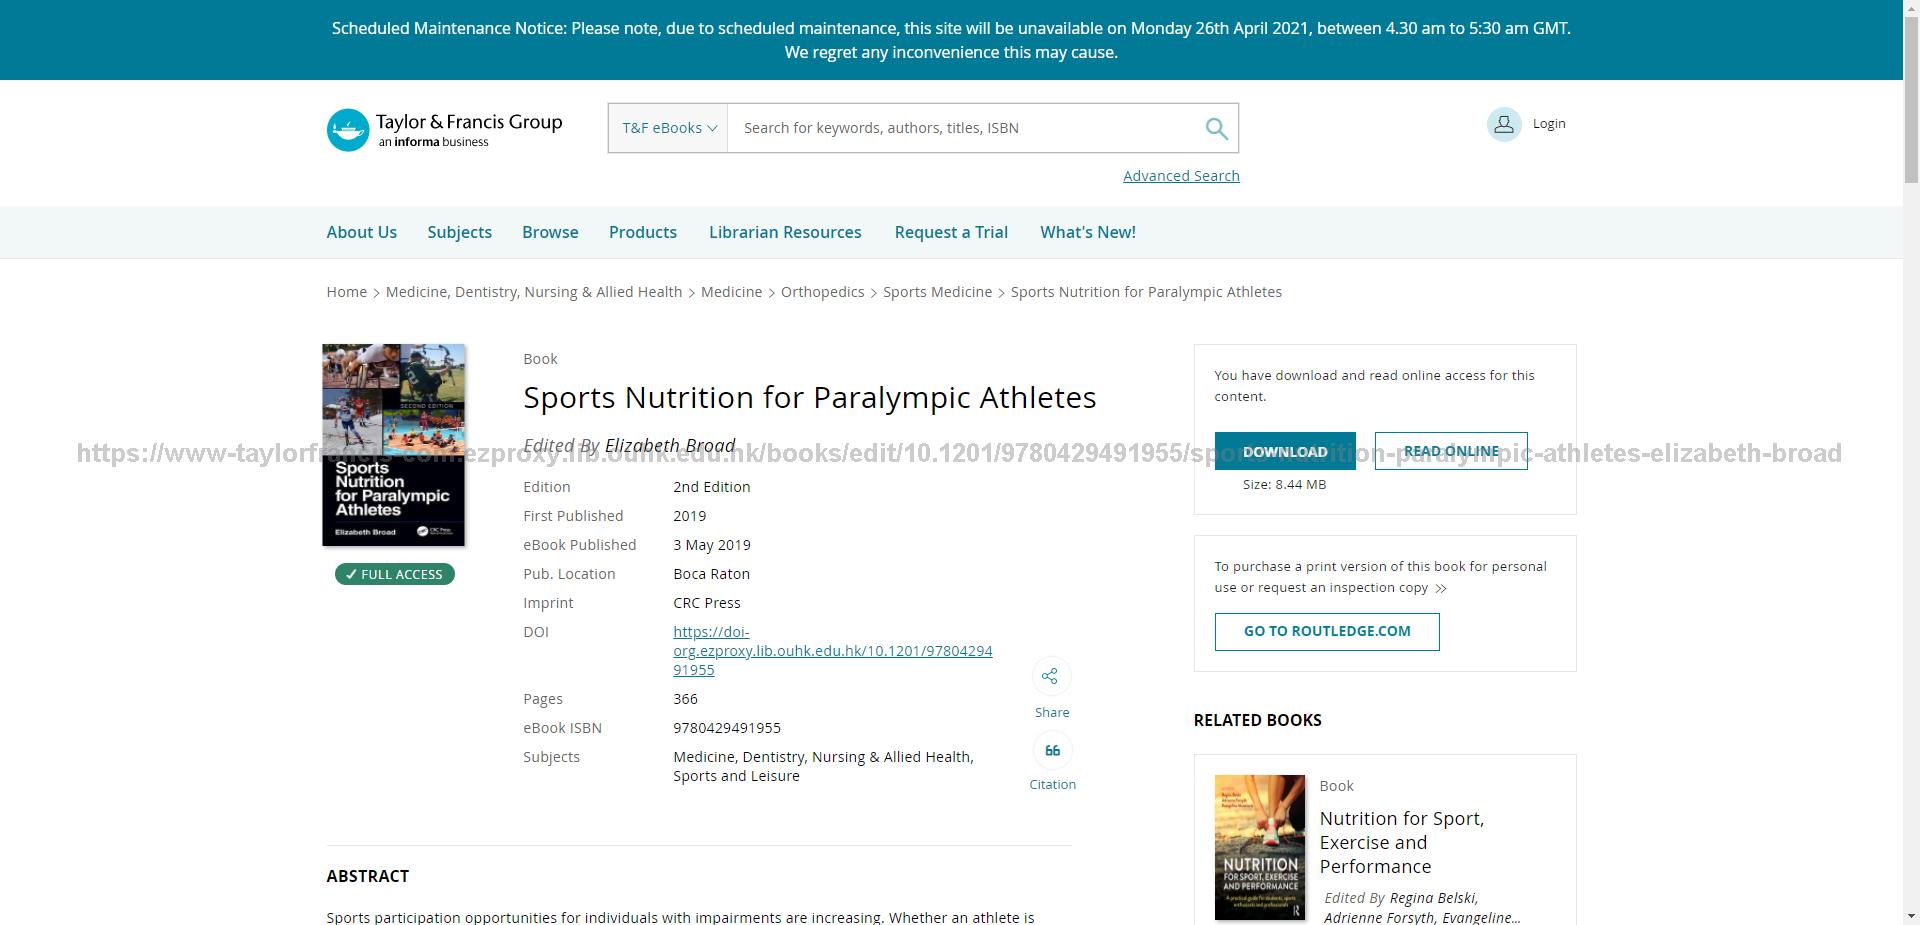 Scheduled Maintenance Notice: Please note, due to scheduled maintenance, this site will be unavailable on Monday 26th April 2021, between 4.30 am to 5:30 am GMT.
We regret any inconvenience this may cause.
Taylor & Francis Group
an informa business
T&F eBooks
Search for keywords, authors, titles, ISBN
Login
Advanced Search
About Us Subjects Browse Products Librarian Resources Request a Trial What's New!
Home > Medicine, Dentistry, Nursing & Allied Health > Medicine > Orthopedics > Sports Medicine > Sports Nutrition for Paralympic Athletes
SECOND EDITION
Sports
Nutrition
for Paralympic
Athletes
Elizabeth Broad
CRC Press
✓ FULL ACCESS
Book
Sports Nutrition for Paralympic Athletes
Edited By Elizabeth Broad
https://www-taylorfrancis-com.ezproxy.lib.ouhk.edu.hk/books/edit/10.1201/9780429491955/sports-nutrition-paralympic-athletes-elizabeth-broad
Edition 2nd Edition
First Published 2019
eBook Published 3 May 2019
Pub. Location Boca Raton
Imprint CRC Press
DOI https://doi-
org.ezproxy.lib.ouhk.edu.hk/10.1201/97804294
91955
Pages 366
eBook ISBN 9780429491955
Subjects Medicine, Dentistry, Nursing & Allied Health,
Sports and Leisure
Share
Citation
ABSTRACT
Sports participation opportunities for individuals with impairments are increasing. Whether an athlete is
You have download and read online access for this
content.
DOWNLOAD READ ONLINE
Size: 8.44 MB
To purchase a print version of this book for personal
use or request an inspection copy >>
GO TO ROUTLEDGE.COM
RELATED BOOKS
NUTRITION
FOR SPORT, EXERCISE
AND PERFORMANCE
Book
Nutrition for Sport,
Exercise and
Performance
Edited By Regina Belski,
Adrienne Forsyth, Evangeline...